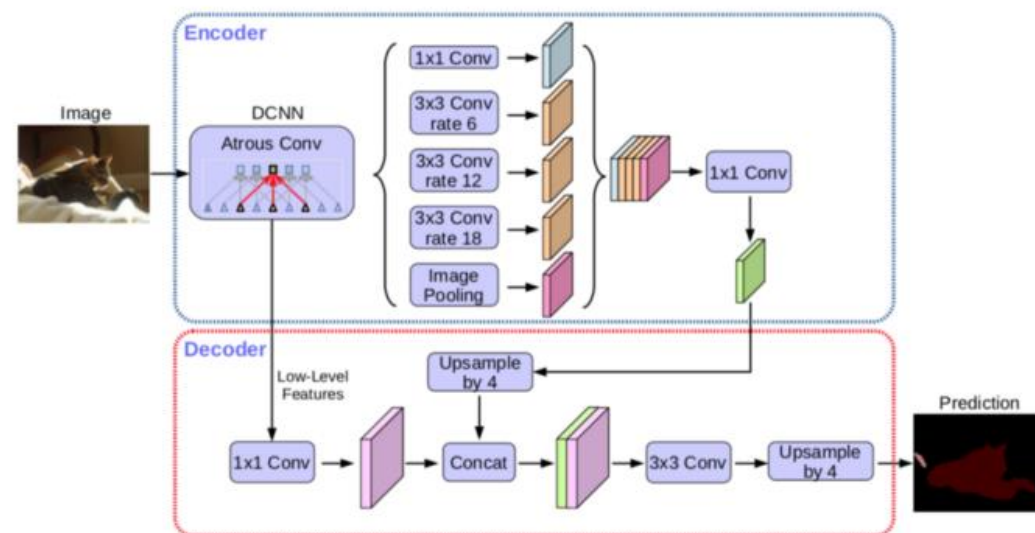 Encoder
Image
DCNN
Atrous Conv
1x1 Conv
3x3 Conv
rate 6
3x3 Conv
rate 12
3x3 Conv
rate 18
Image
Pooling
1x1 Conv
Decoder
Low-Level
Features
Upsample
by 4
1x1 Conv
Concat
3x3 Conv
Upsample
by 4
Prediction